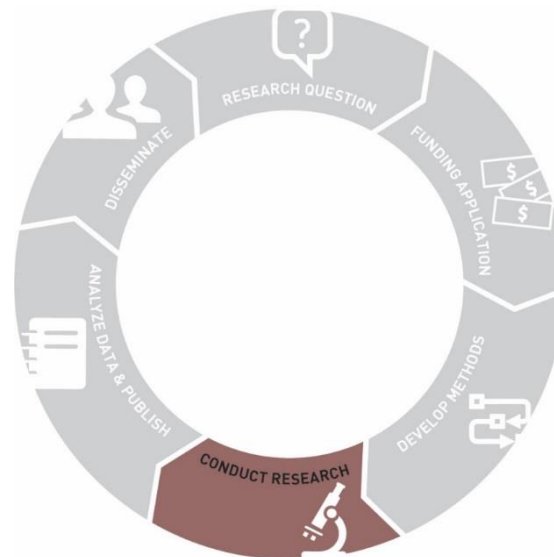 ?
RESEARCH QUESTION
FUNDING APPLICATION
$
$
$
DEVELOP METHODS
CONDUCT RESEARCH
ANALYZE DATA & PUBLISH
DISSEMINATE